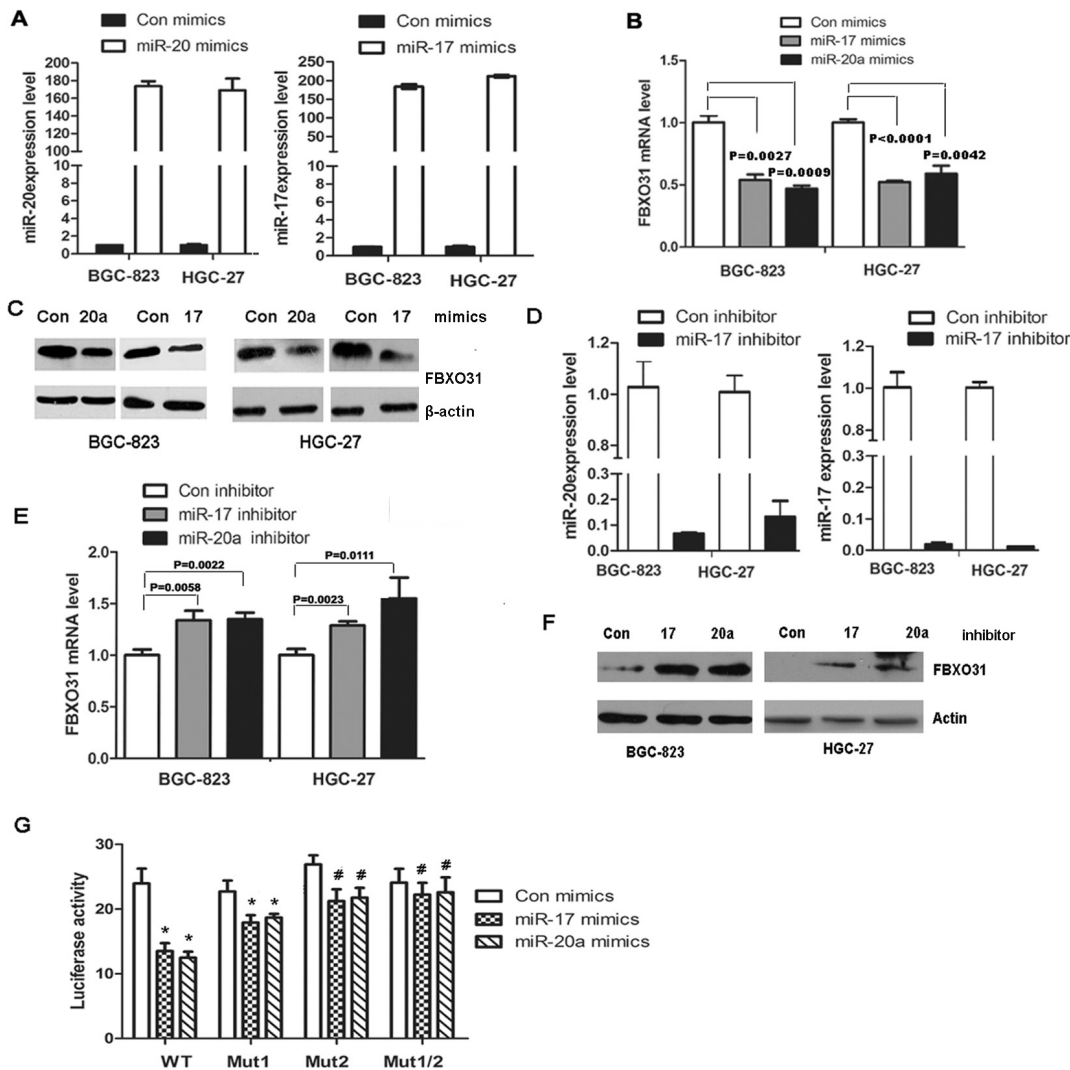 A
Con mimics
miR-20 mimics
miR-20expression level
200
180
160
140
120
100
10
8
6
4
2
0
BGC-823
HGC-27
Con mimics
miR-17 mimics
miR-17expression level
250
200
150
100
50
10
8
6
4
2
0
BGC-823
HGC-27
B
Con mimics
miR-17 mimics
miR-20a mimics
FBXO31 mRNA level
1.5
1.0
0.5
0.0
P=0.0027
P=0.0009
P<0.0001
P=0.0042
BGC-823
HGC-27
C
Con 20a
Con 17
Con 20a
Con 17
mimics
FBXO31
β-actin
BGC-823
HGC-27
D
Con inhibitor
miR-17 inhibitor
miR-20expression level
1.2
1.0
0.8
0.6
0.4
0.3
0.2
0.1
0.0
BGC-823
HGC-27
Con inhibitor
miR-17 inhibitor
miR-17 expression level
1.2
1.0
0.8
0.6
0.4
0.3
0.2
0.1
0.0
BGC-823
HGC-27
E
Con inhibitor
miR-17 inhibitor
miR-20a inhibitor
FBXO31 mRNA level
2.0
1.5
1.0
0.5
0.0
P=0.0022
P=0.0058
P=0.0111
P=0.0023
BGC-823
HGC-27
F
Con 17 20a
Con 17 20a
inhibitor
FBXO31
Actin
BGC-823
HGC-27
G
Luciferase activity
30
20
10
0
* *
* *
# #
# #
WT
Mut1
Mut2
Mut1/2
Con mimics
miR-17 mimics
miR-20a mimics